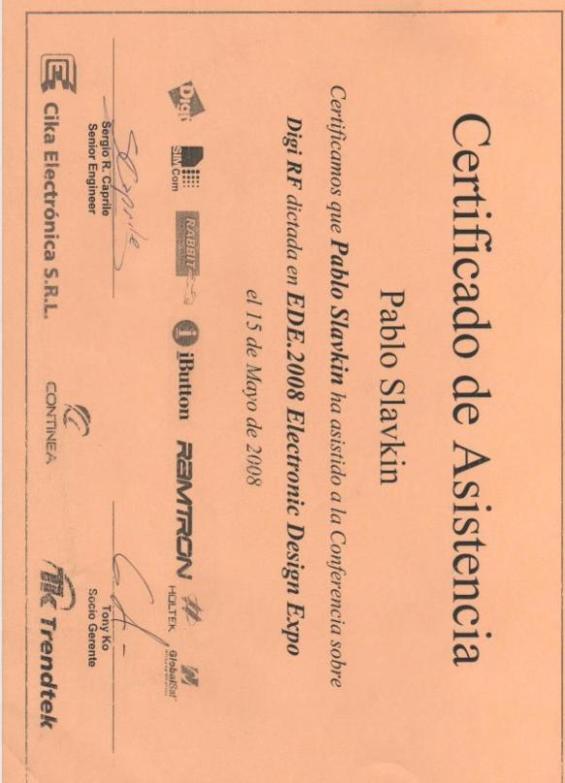 Certificado de Asistencia
Pablo Slavkin
Certificamos que Pablo Slavkin ha asistido a la Conferencia sobre
Digi RF dictada en EDE.2008 Electronic Design Expo
el 15 de Mayo de 2008
Digi SIMCom RABBIT iButton RAMTRON HOLTEK GlobalSat
SCaprile
Sergio R. Caprile
Senior Engineer
Tony Ko
Socio Gerente
Cika Electrónica S.R.L. CONTINEA Trendtek